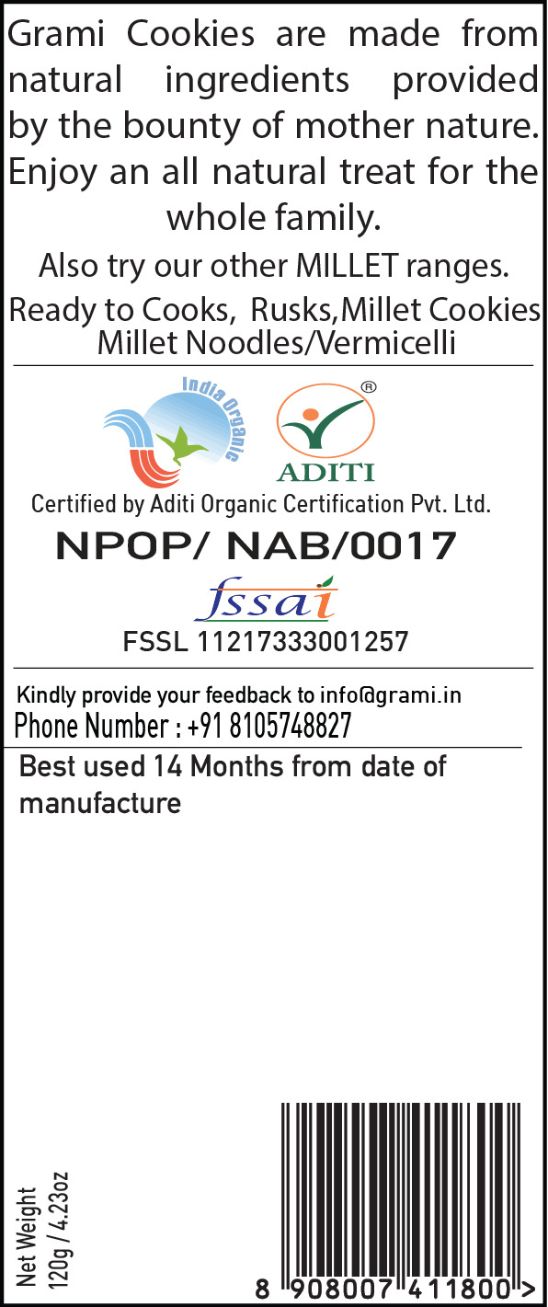 Grami Cookies are made from
natural ingredients provided
by the bounty of mother nature.
Enjoy an all natural treat for the
whole family.
Also try our other MILLET ranges.
Ready to Cooks, Rusks,Millet Cookies
Millet Noodles/Vermicelli
India Organic
®
ADITI
Certified by Aditi Organic Certification Pvt. Ltd.
NPOP/ NAB/0017
fssai
FSSL 11217333001257
Kindly provide your feedback to info@grami.in
Phone Number : +91 8105748827
Best used 14 Months from date of
manufacture
Net Weight
120g / 4.23oz
8 908007 411800 >